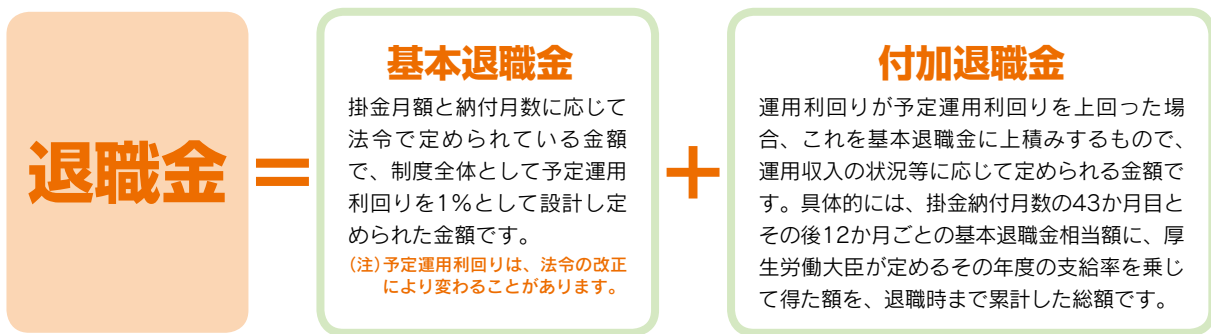 退職金
＝
基本退職金
掛金月額と納付月数に応じて
法令で定められている金額
で、制度全体として予定運用
利回りを1％として設計し定
められた金額です。
(注)予定運用利回りは、法令の改正
により変わることがあります。
＋
付加退職金
運用利回りが予定運用利回りを上回った場
合、これを基本退職金に上積みするもので、
運用収入の状況等に応じて定められる金額で
す。具体的には、掛金納付月数の43か月目と
その後12か月ごとの基本退職金相当額に、厚
生労働大臣が定めるその年度の支給率を乗じ
て得た額を、退職時まで累計した総額です。